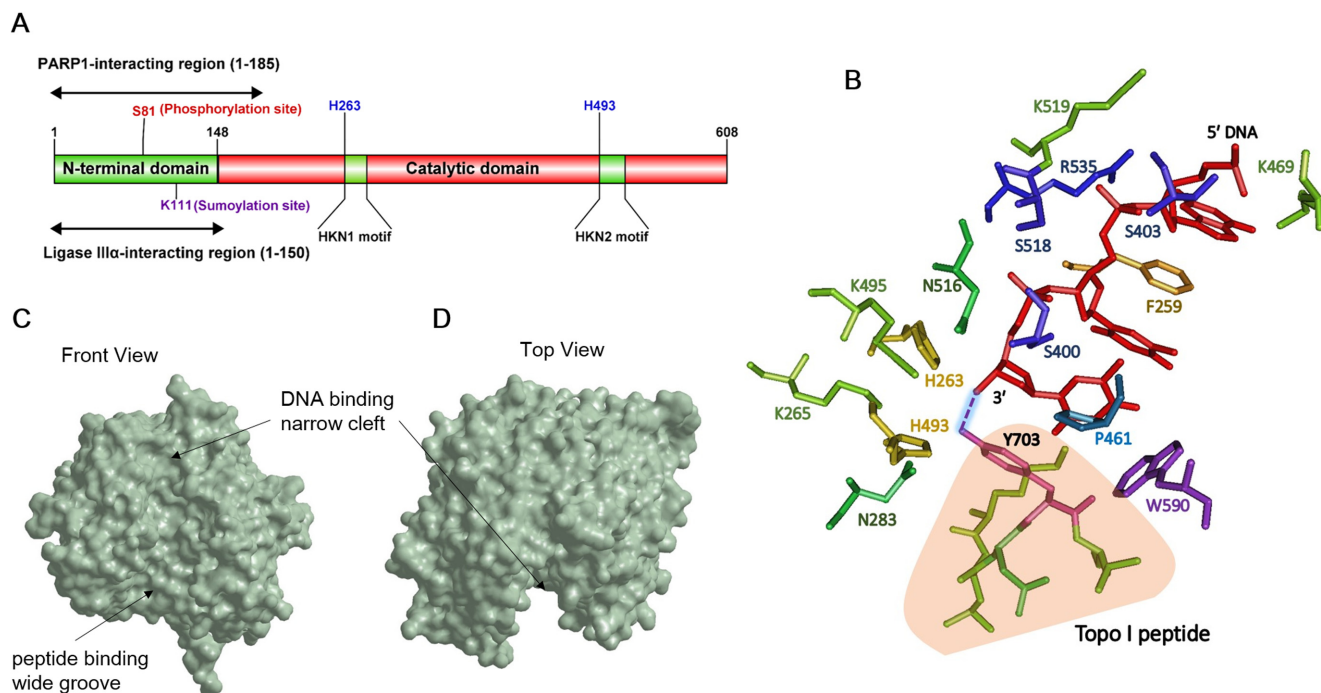 A
PARP1-interacting region (1-185)
S81 (Phosphorylation site)
H263
H493
1
148
608
N-terminal domain
Catalytic domain
K111 (Sumoylation site)
HKN1 motif
HKN2 motif
Ligase IIIα-interacting region (1-150)
B
K519
5' DNA
R535
K469
S518
S403
N516
K495
F259
S400
H263
3'
K265
H493
Y703
P461
W590
N283
Topo I peptide
C
D
Front View
Top View
DNA binding
narrow cleft
peptide binding
wide groove